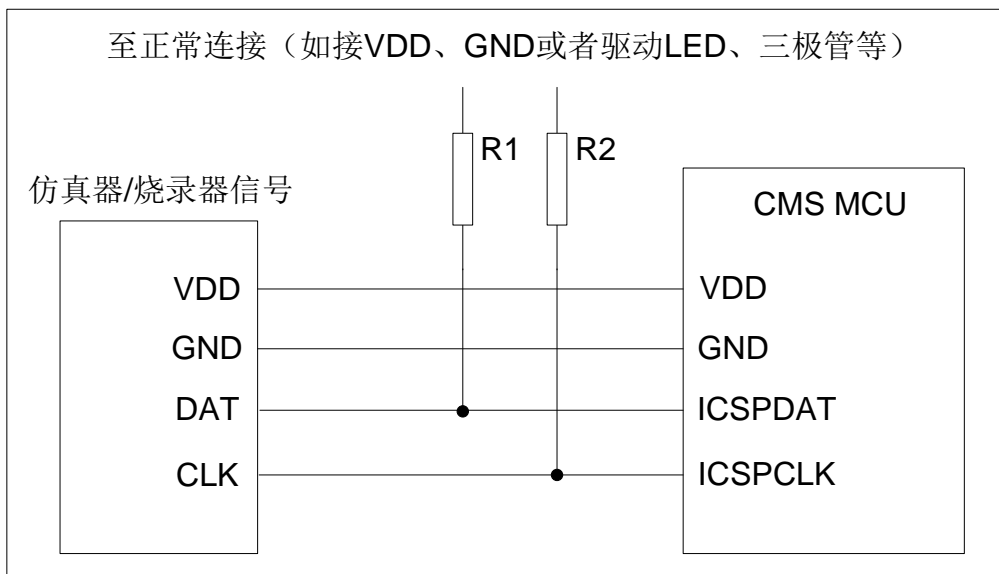 至正常连接（如接VDD、GND或者驱动LED、三极管等）
R1
R2
仿真器/烧录器信号
CMS MCU
VDD
VDD
GND
GND
DAT
ICSPDAT
CLK
ICSPCLK